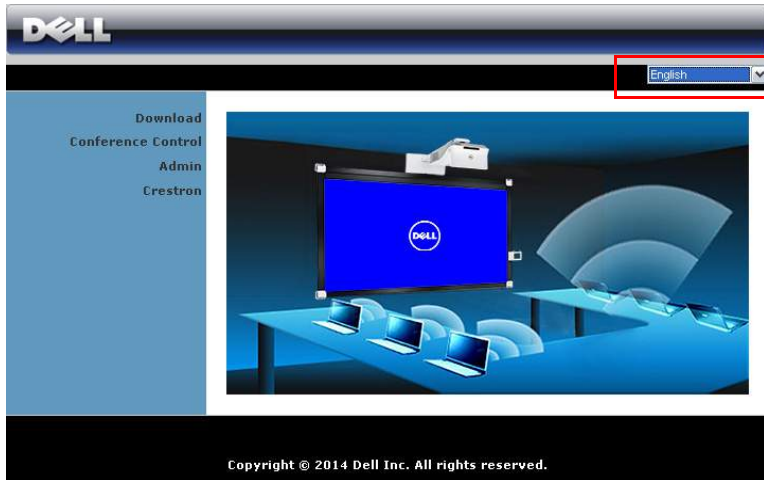 DELL
English
Download
Conference Control
Admin
Crestron
DELL
Copyright © 2014 Dell Inc. All rights reserved.